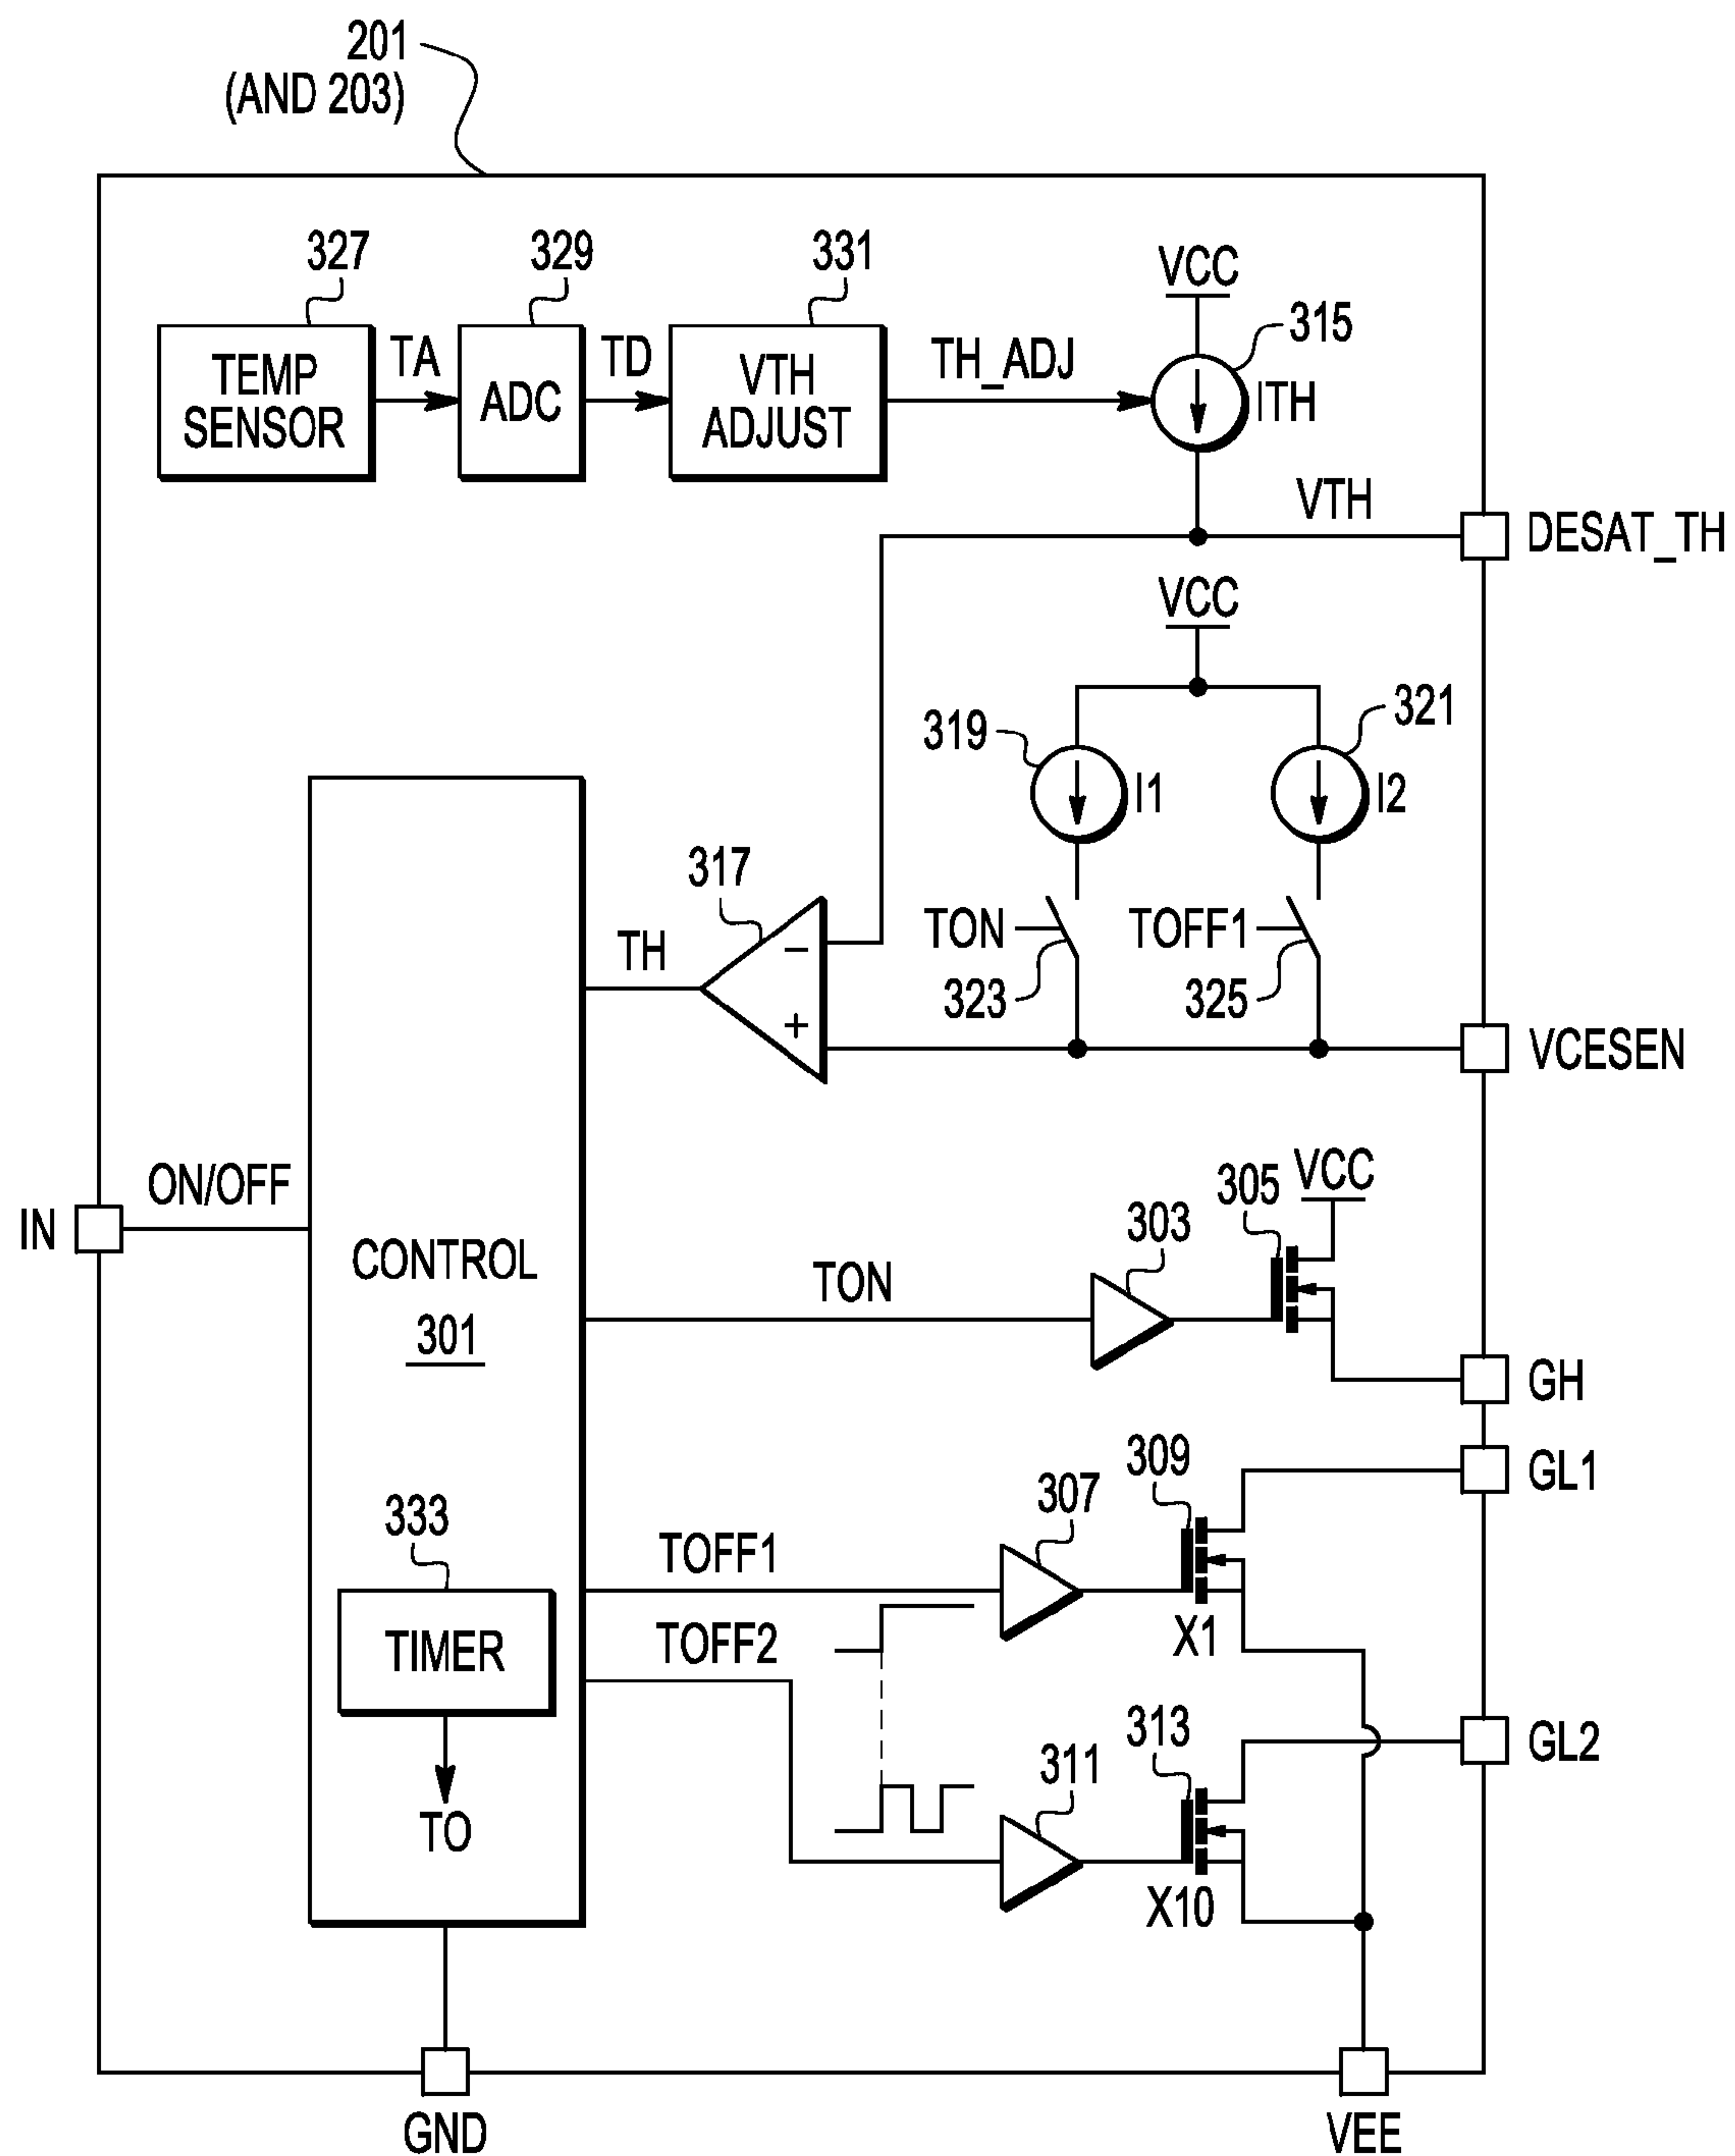 201
(AND 203)
327
329
331
VCC
315
TEMP
SENSOR
TA
ADC
TD
VTH
ADJUST
TH_ADJ
ITH
VTH
DESAT_TH
VCC
319
321
I1
I2
317
TH
−
+
TON
TOFF1
323
325
VCESEN
IN
ON/OFF
CONTROL
301
TON
303
305
VCC
GH
GL1
333
TIMER
TO
TOFF1
307
309
X1
TOFF2
311
313
X10
GL2
GND
VEE